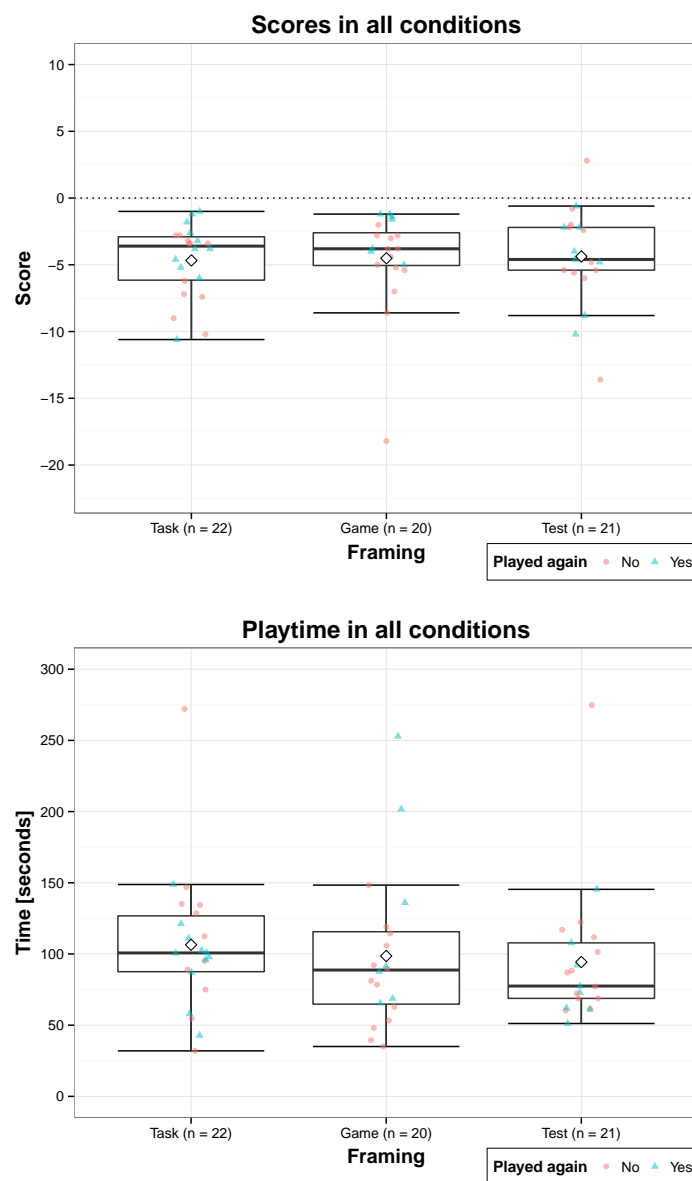 Scores in all conditions
10
5
0
−5
−10
−15
−20
Score
Task (n = 22) Game (n = 20) Test (n = 21)
Framing
Played again No Yes
Playtime in all conditions
300
250
200
150
100
50
0
Time [seconds]
Task (n = 22) Game (n = 20) Test (n = 21)
Framing
Played again No Yes